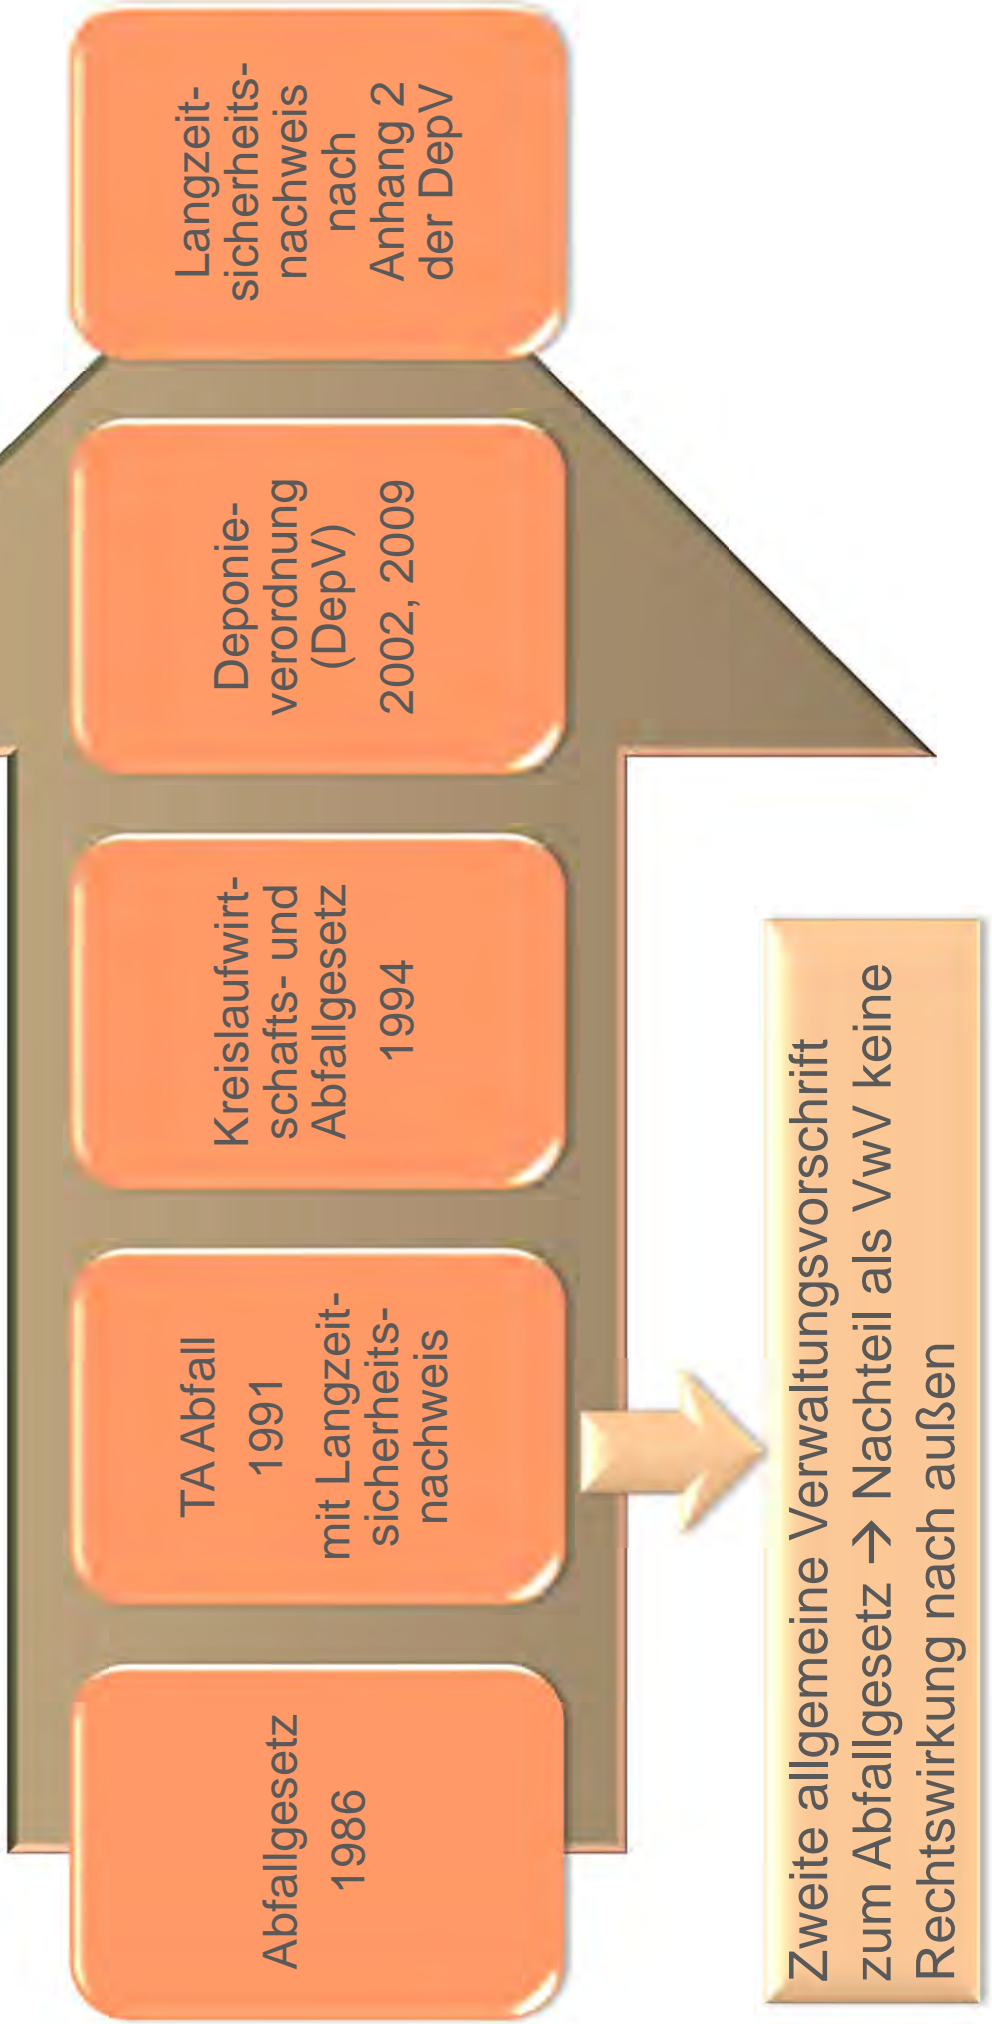 Abfallgesetz
1986
TA Abfall
1991
mit Langzeit-
sicherheits-
nachweis
Kreislaufwirt-
schafts- und
Abfallgesetz
1994
Deponie-
verordnung
(DepV)
2002, 2009
Langzeit-
sicherheits-
nachweis
nach
Anhang 2
der DepV
Zweite allgemeine Verwaltungsvorschrift
zum Abfallgesetz → Nachteil als VwV keine
Rechtswirkung nach außen